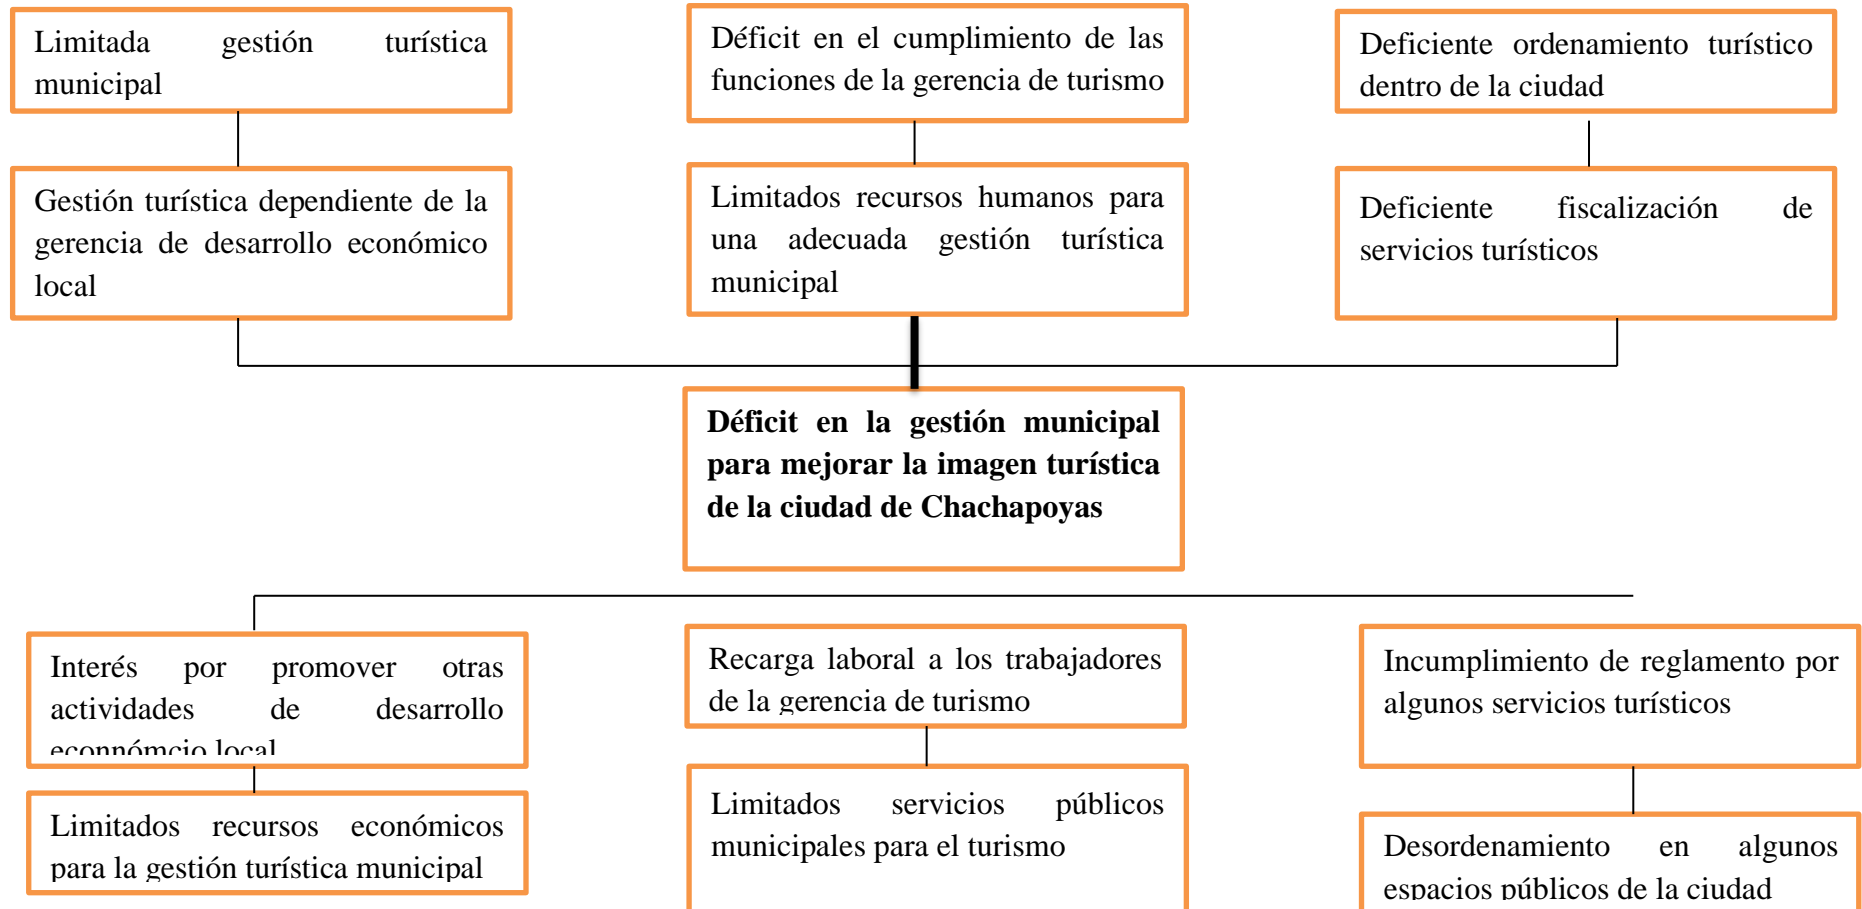 Limitada gestión turística
municipal
Déficit en el cumplimiento de las
funciones de la gerencia de turismo
Deficiente ordenamiento turístico
dentro de la ciudad
Gestión turística dependiente de la
gerencia de desarrollo económico
local
Limitados recursos humanos para
una adecuada gestión turística
municipal
Deficiente fiscalización de
servicios turísticos
Déficit en la gestión municipal
para mejorar la imagen turística
de la ciudad de Chachapoyas
Interés por promover otras
actividades de desarrollo
econnómcio local
Recarga laboral a los trabajadores
de la gerencia de turismo
Incumplimiento de reglamento por
algunos servicios turísticos
Limitados recursos económicos
para la gestión turística municipal
Limitados servicios públicos
municipales para el turismo
Desordenamiento en algunos
espacios públicos de la ciudad